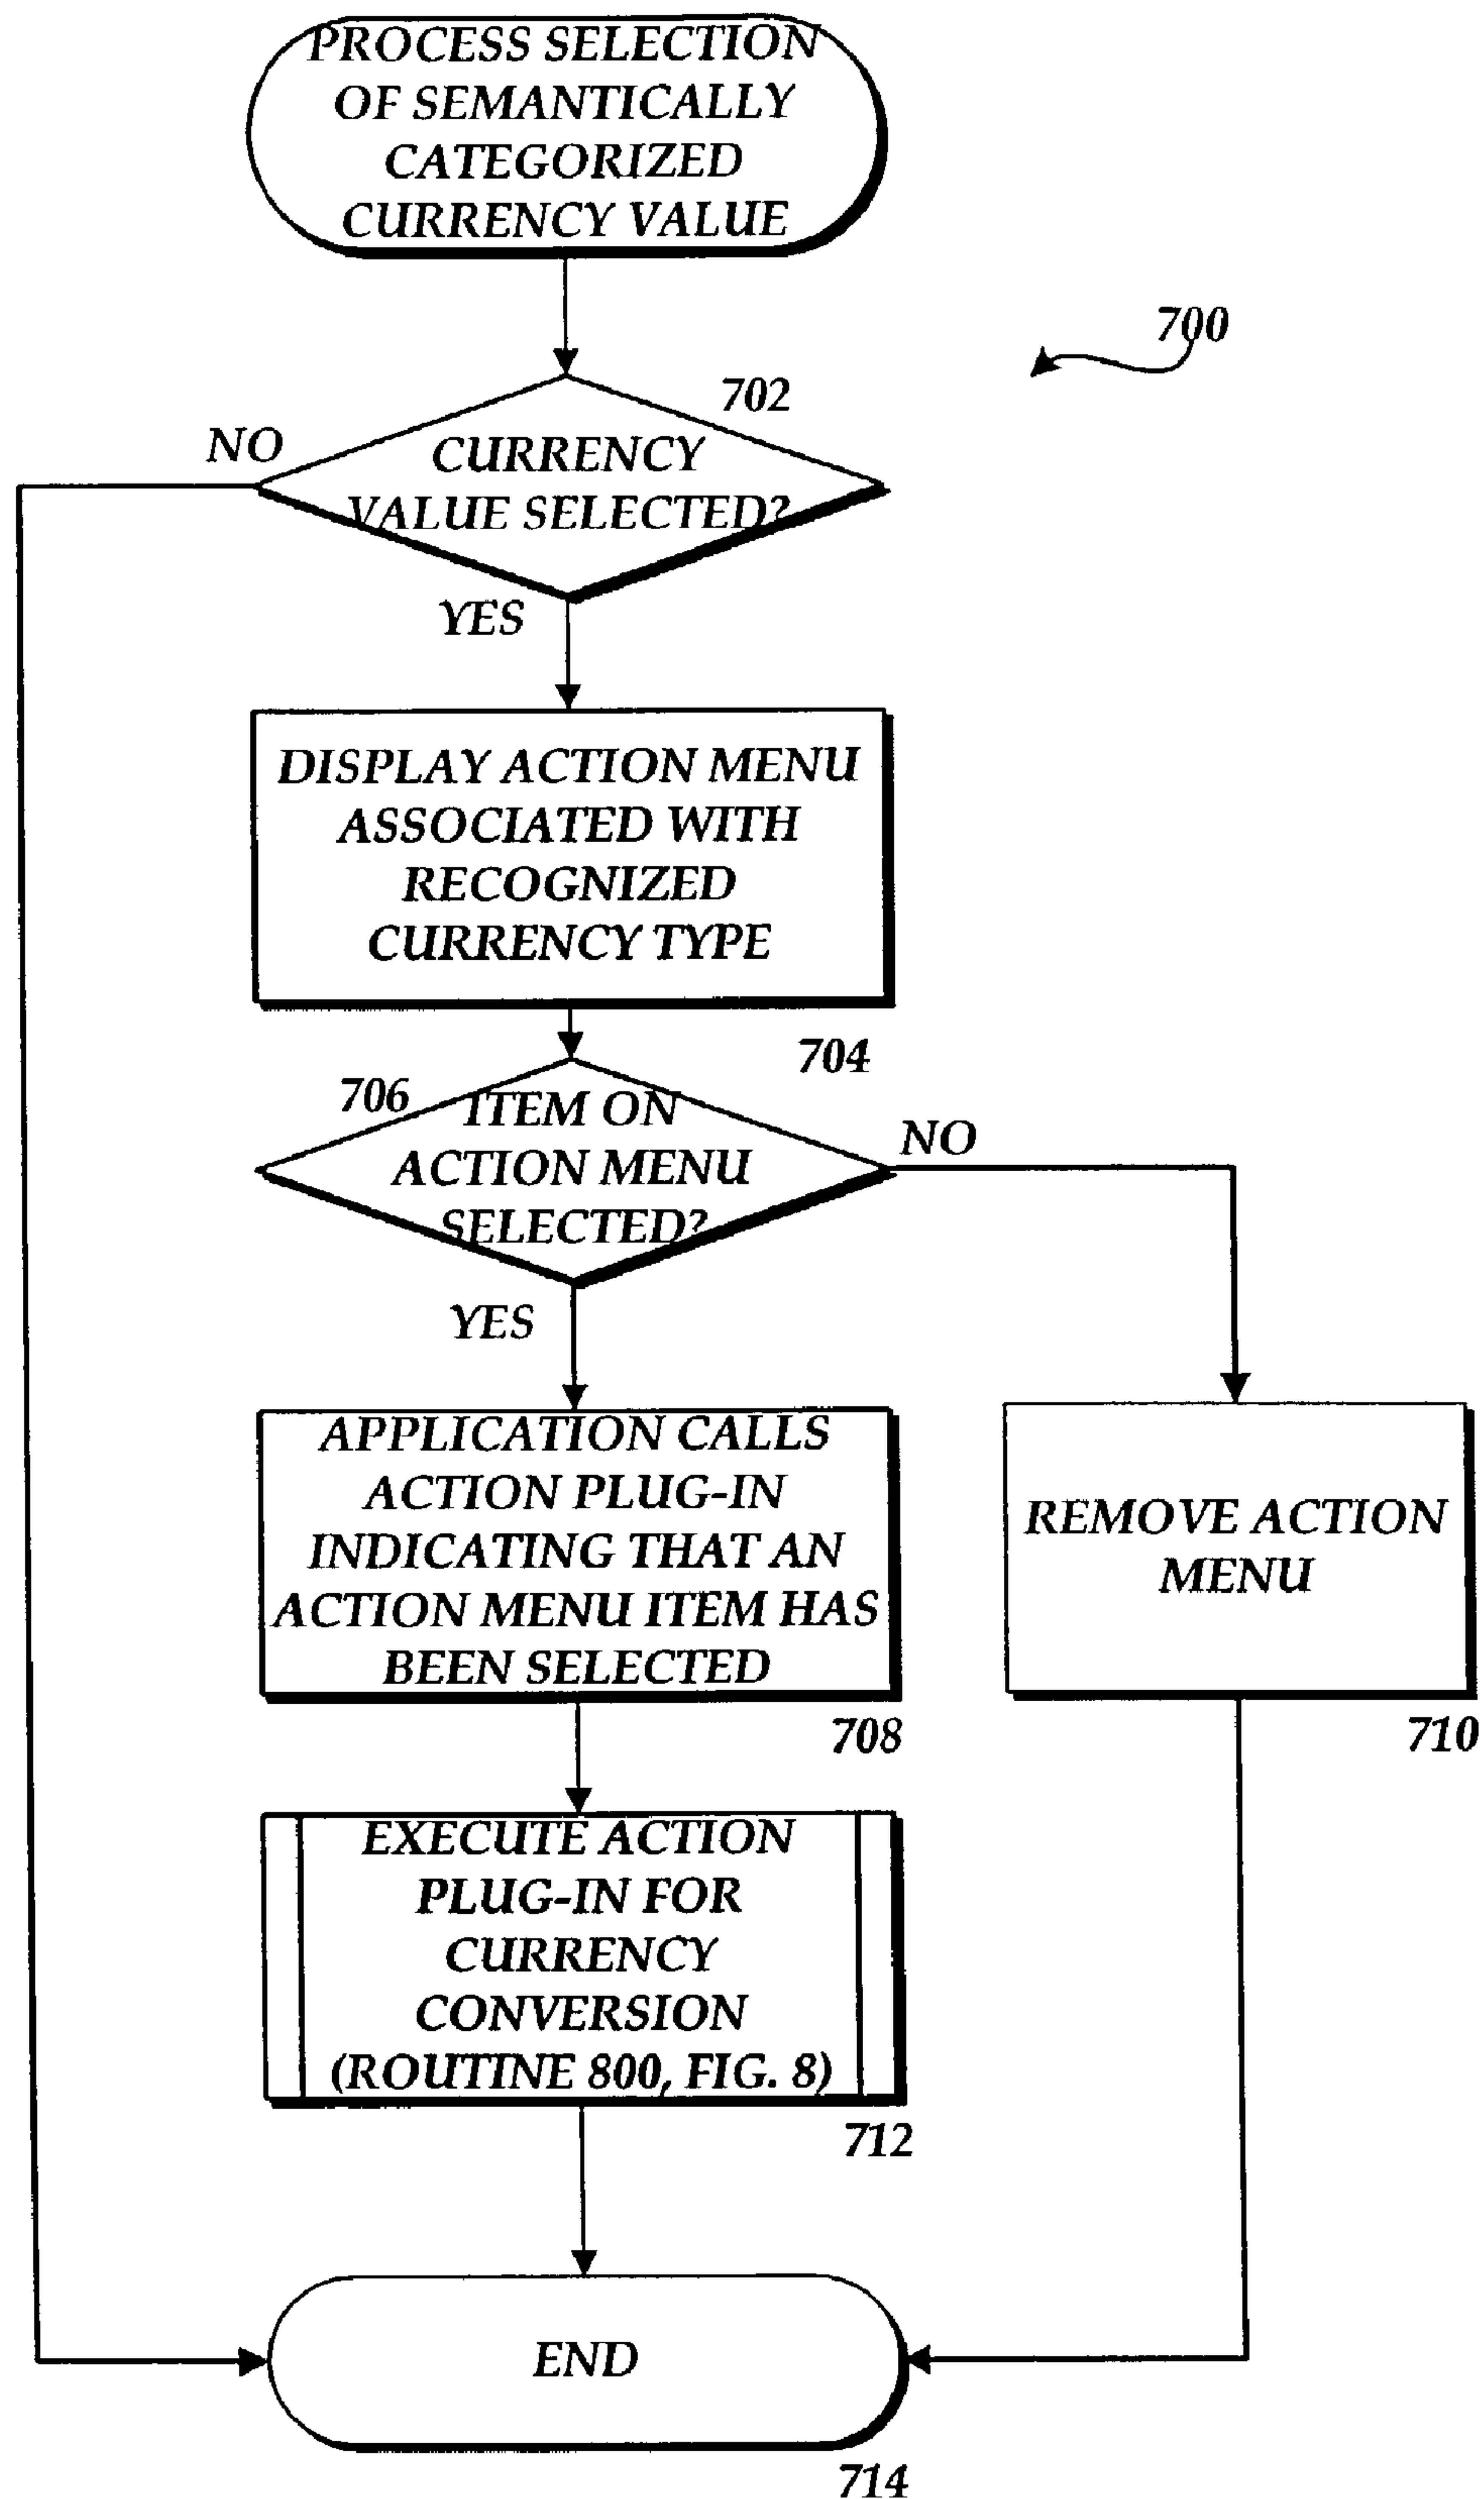 PROCESS SELECTION
OF SEMANTICALLY
CATEGORIZED
CURRENCY VALUE
700
702
NO
CURRENCY
VALUE SELECTED?
YES
DISPLAY ACTION MENU
ASSOCIATED WITH
RECOGNIZED
CURRENCY TYPE
704
706
ITEM ON
ACTION MENU
SELECTED?
NO
YES
APPLICATION CALLS
ACTION PLUG-IN
INDICATING THAT AN
ACTION MENU ITEM HAS
BEEN SELECTED
708
REMOVE ACTION
MENU
710
EXECUTE ACTION
PLUG-IN FOR
CURRENCY
CONVERSION
(ROUTINE 800, FIG. 8)
712
END
714